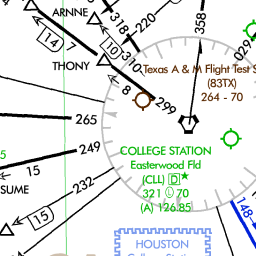 ARNNE
318
220
358
029
14
10
310
THONY
Texas A & M Flight Test S
(83TX)
264 - 70
8
299
265
249
COLLEGE STATION
Easterwood Fld
(CLL) D
321 70
(A) 126.85
5
15
SUME
232
15
148
HOUSTON